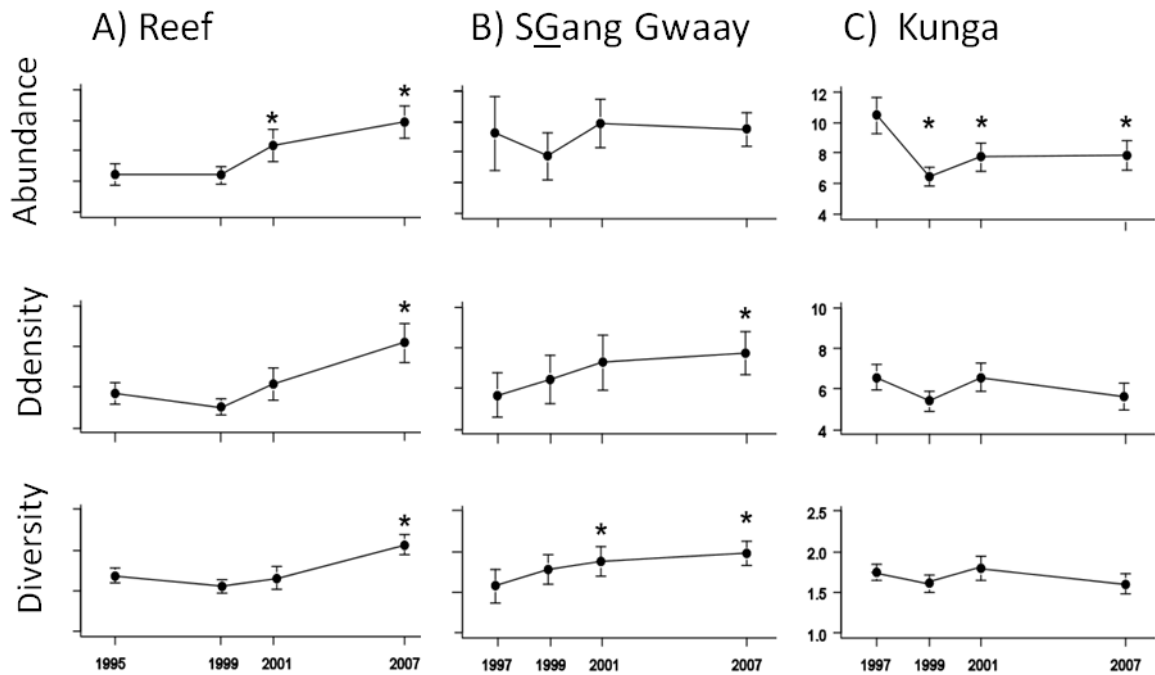 A) Reef
B) SGang Gwaay
C) Kunga
Abundance
*
*
12
10
8
6
4
*
*
*
Ddensity
*
*
10
8
6
4
Diversity
*
*
*
2.5
2.0
1.5
1.0
1995 1999 2001 2007
1997 1999 2001 2007
1997 1999 2001 2007